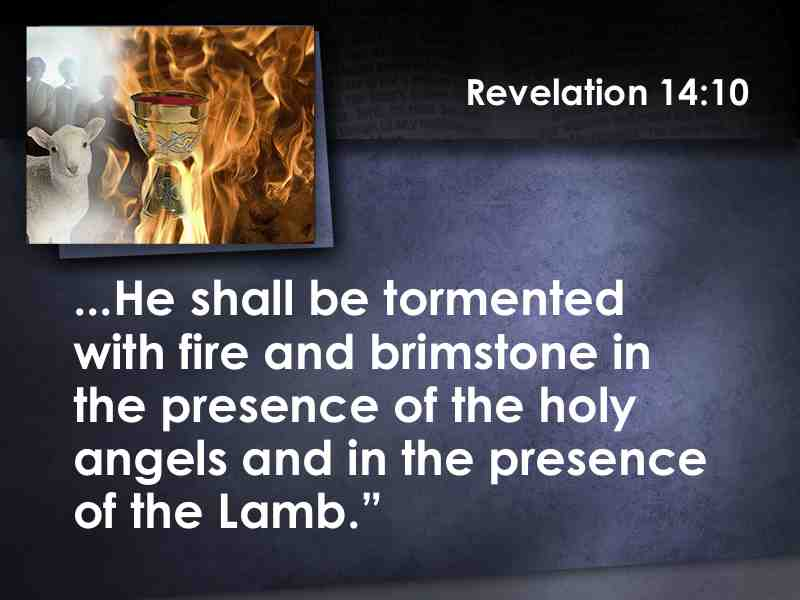 Revelation 14:10
...He shall be tormented
with fire and brimstone in
the presence of the holy
angels and in the presence
of the Lamb.”